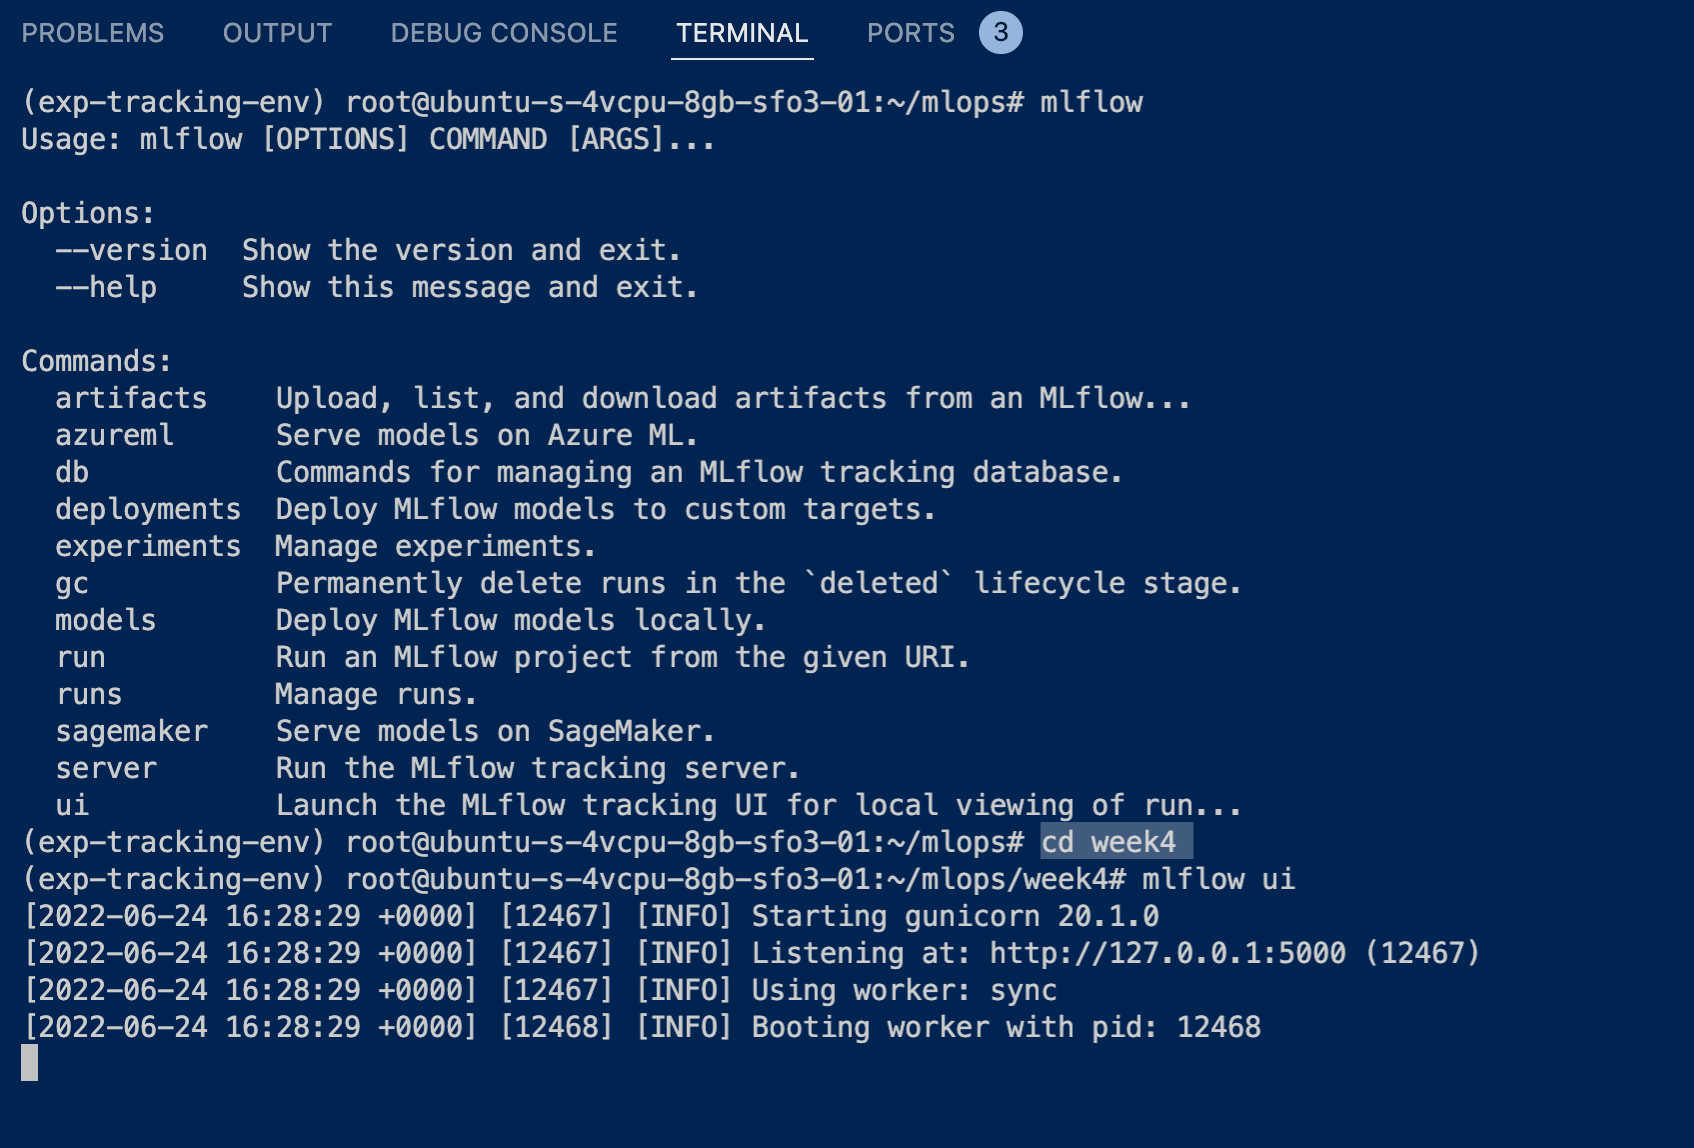 PROBLEMS OUTPUT DEBUG CONSOLE TERMINAL PORTS 3
(exp-tracking-env) root@ubuntu-s-4vcpu-8gb-sfo3-01:~/mlops# mlflow
Usage: mlflow [OPTIONS] COMMAND [ARGS]...
Options:
  --version  Show the version and exit.
  --help     Show this message and exit.
Commands:
  artifacts    Upload, list, and download artifacts from an MLflow...
  azureml      Serve models on Azure ML.
  db           Commands for managing an MLflow tracking database.
  deployments  Deploy MLflow models to custom targets.
  experiments  Manage experiments.
  gc           Permanently delete runs in the `deleted` lifecycle stage.
  models       Deploy MLflow models locally.
  run          Run an MLflow project from the given URI.
  runs         Manage runs.
  sagemaker    Serve models on SageMaker.
  server       Run the MLflow tracking server.
  ui           Launch the MLflow tracking UI for local viewing of run...
(exp-tracking-env) root@ubuntu-s-4vcpu-8gb-sfo3-01:~/mlops# cd week4
(exp-tracking-env) root@ubuntu-s-4vcpu-8gb-sfo3-01:~/mlops/week4# mlflow ui
[2022-06-24 16:28:29 +0000] [12467] [INFO] Starting gunicorn 20.1.0
[2022-06-24 16:28:29 +0000] [12467] [INFO] Listening at: http://127.0.0.1:5000 (12467)
[2022-06-24 16:28:29 +0000] [12467] [INFO] Using worker: sync
[2022-06-24 16:28:29 +0000] [12468] [INFO] Booting worker with pid: 12468